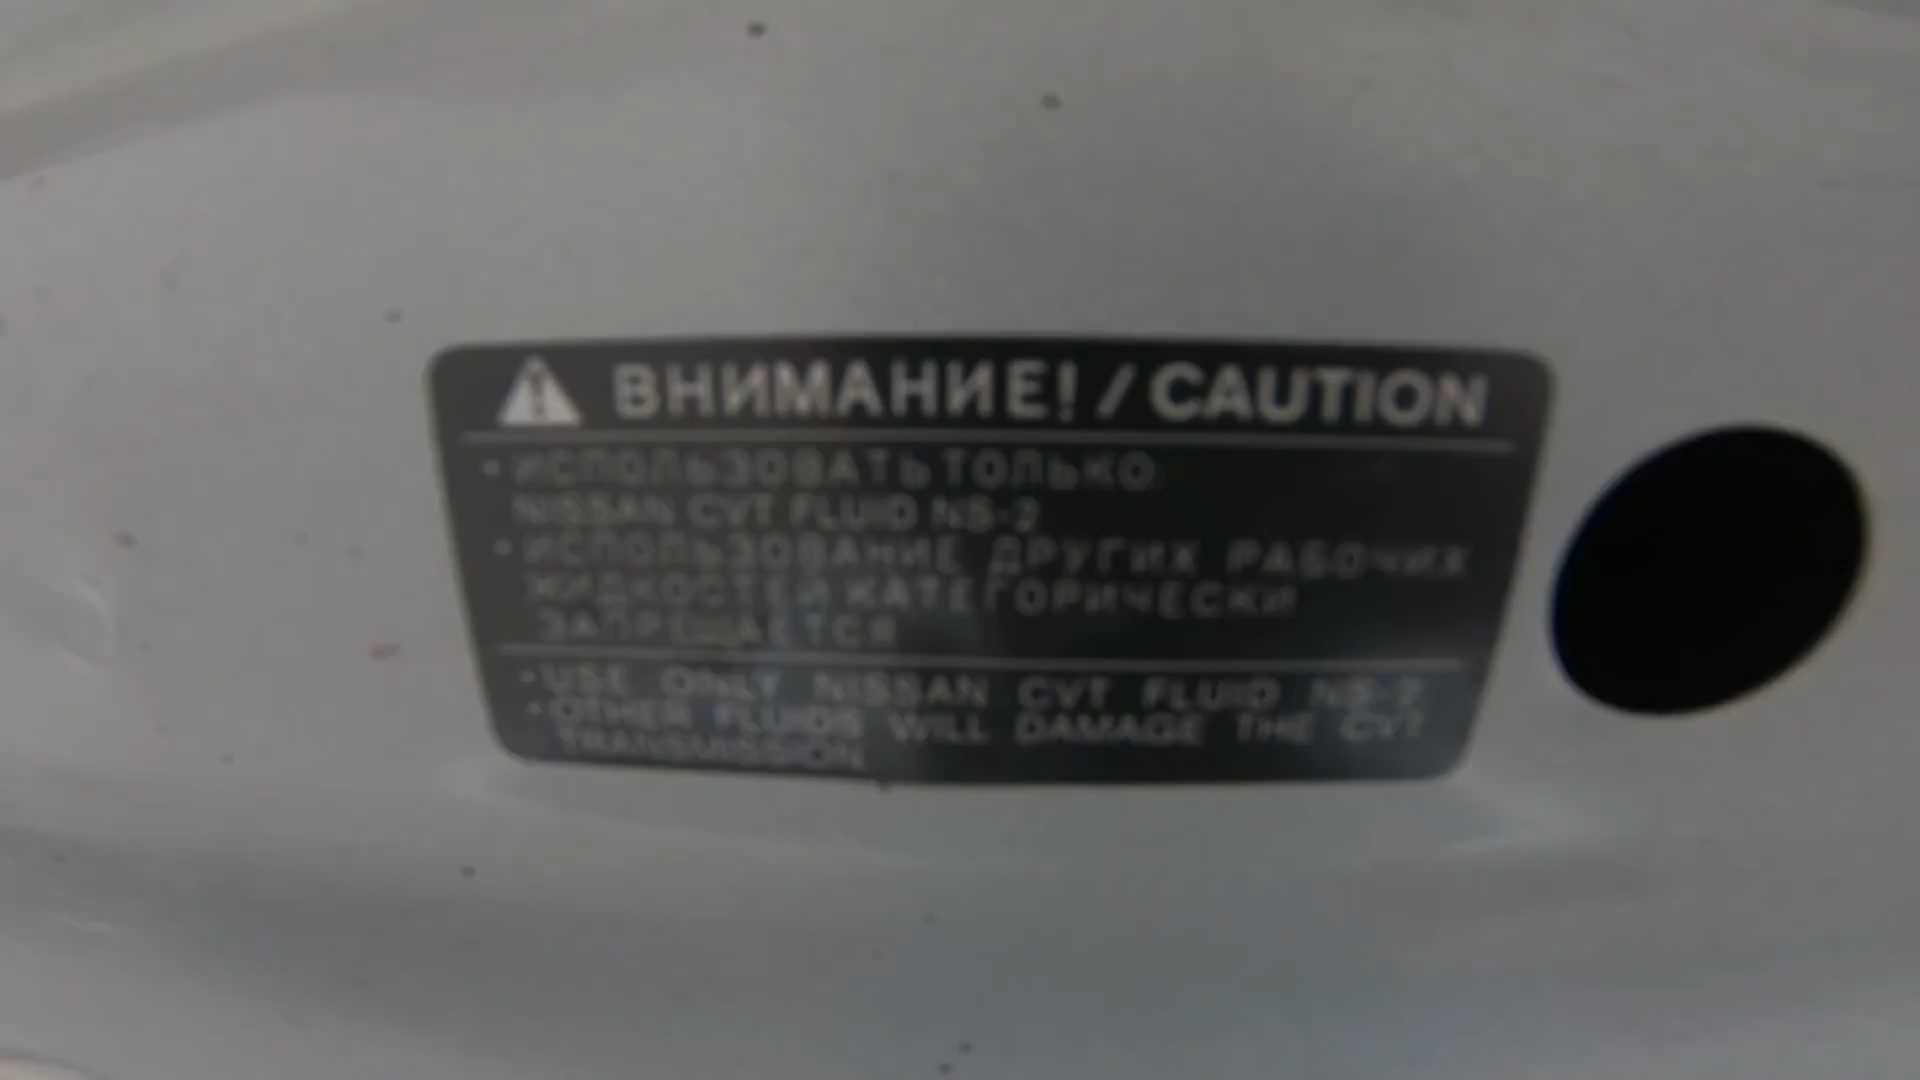 ВНИМАНИЕ! / CAUTION
• ИСПОЛЬЗОВАТЬ ТОЛЬКО:
NISSAN CVT FLUID NS-2
• ИСПОЛЬЗОВАНИЕ ДРУГИХ РАБОЧИХ
ЖИДКОСТЕЙ КАТЕГОРИЧЕСКИ
ЗАПРЕЩАЕТСЯ
• USE ONLY NISSAN CVT FLUID NS-2
• OTHER FLUIDS WILL DAMAGE THE CVT
TRANSMISSION